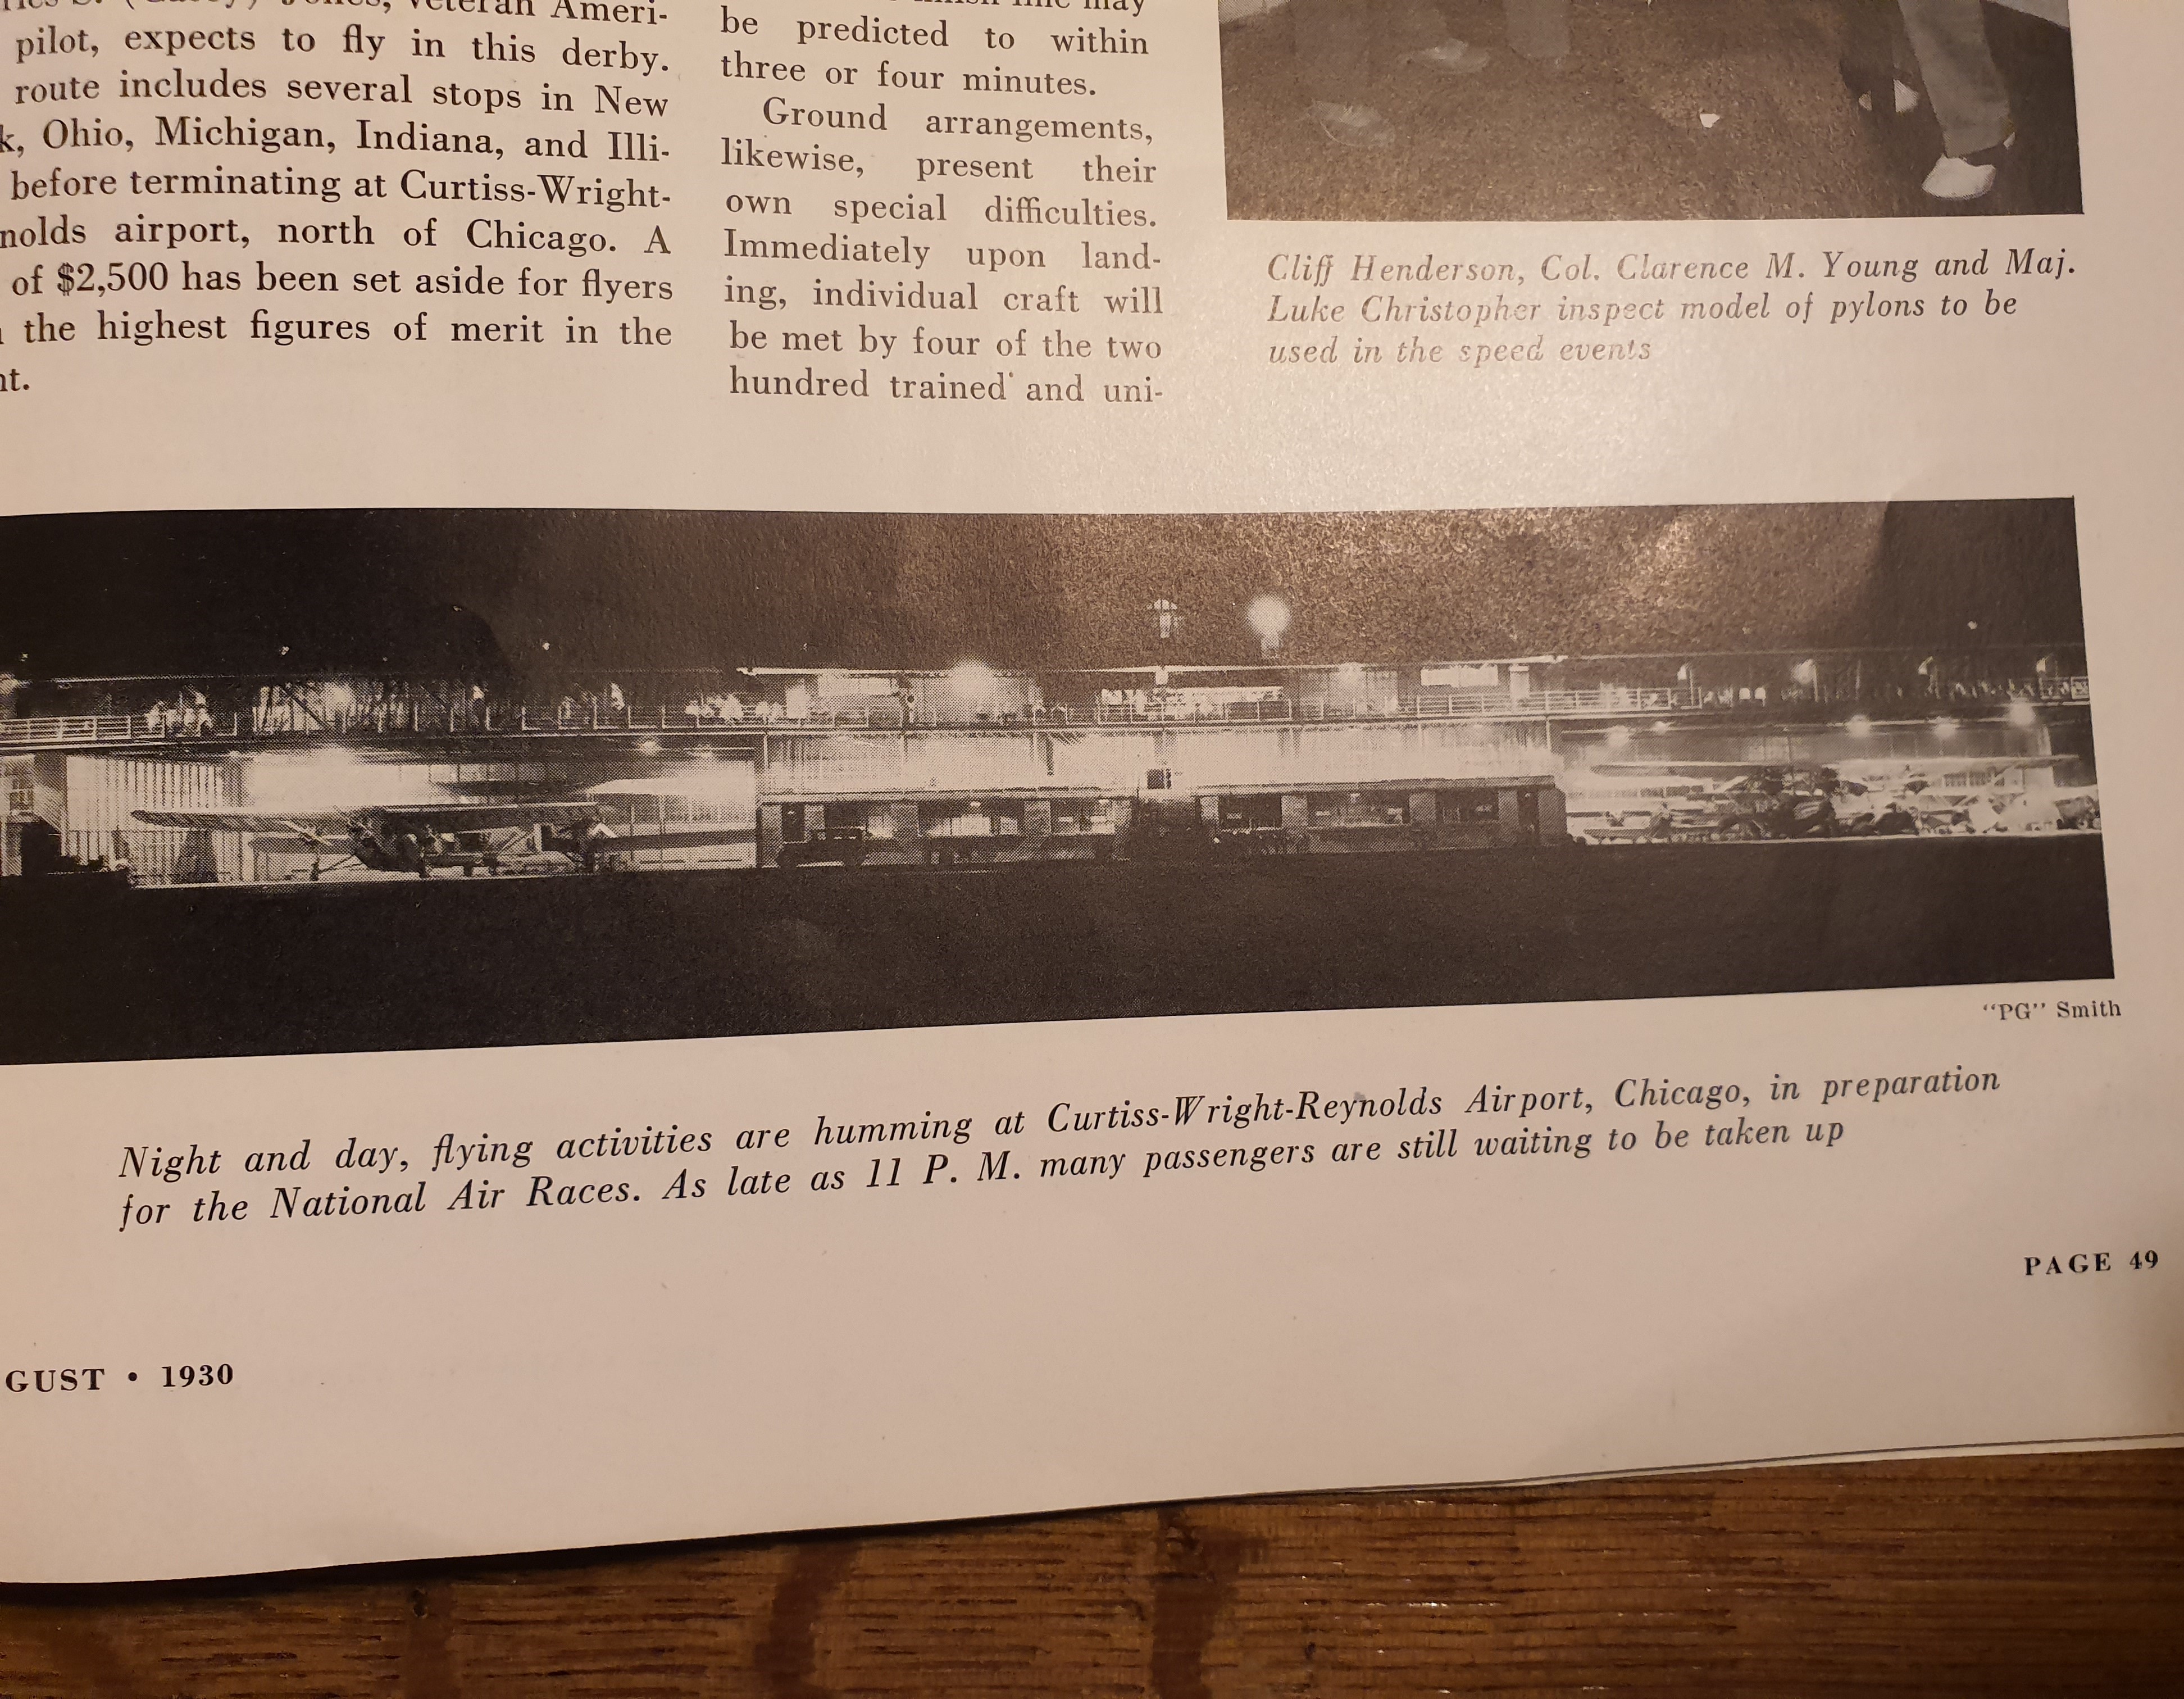 (Casey) Jones, veteran Ameri-
pilot, expects to fly in this derby.
route includes several stops in New
k, Ohio, Michigan, Indiana, and Illi-
before terminating at Curtiss-Wright-
nolds airport, north of Chicago. A
of $2,500 has been set aside for flyers
the highest figures of merit in the
nt.
line may
be predicted to within
three or four minutes.
Ground arrangements,
likewise, present their
own special difficulties.
Immediately upon land-
ing, individual craft will
be met by four of the two
hundred trained and uni-
Cliff Henderson, Col. Clarence M. Young and Maj.
Luke Christopher inspect model of pylons to be
used in the speed events
"PG" Smith
Night and day, flying activities are humming at Curtiss-Wright-Reynolds Airport, Chicago, in preparation
for the National Air Races. As late as 11 P. M. many passengers are still waiting to be taken up
PAGE 49
GUST • 1930